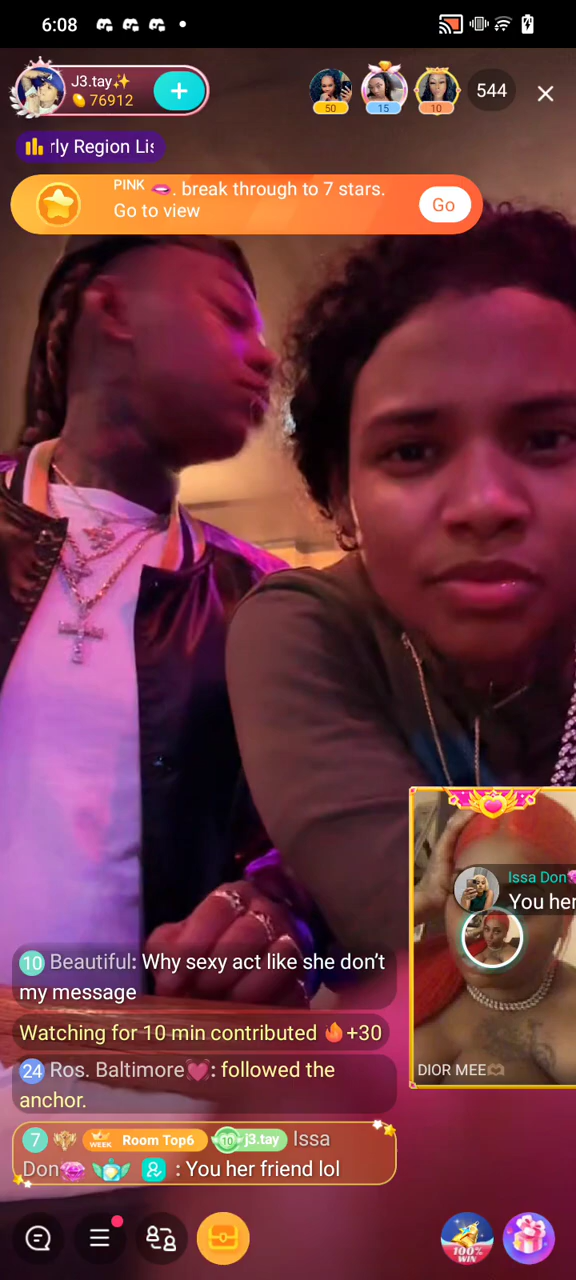 6:08
J3.tay✨
76912
50
15
10
544
rly Region Lis
PINK 🫦. break through to 7 stars.
Go to view
Go
Issa Don
You her
10 Beautiful: Why sexy act like she don't
my message
Watching for 10 min contributed 🔥+30
24 Ros. Baltimore💓: followed the
anchor.
DIOR MEE🫶🏽
7 WEEK Room Top6 10 j3.tay Issa
Don : You her friend lol
100%
WIN